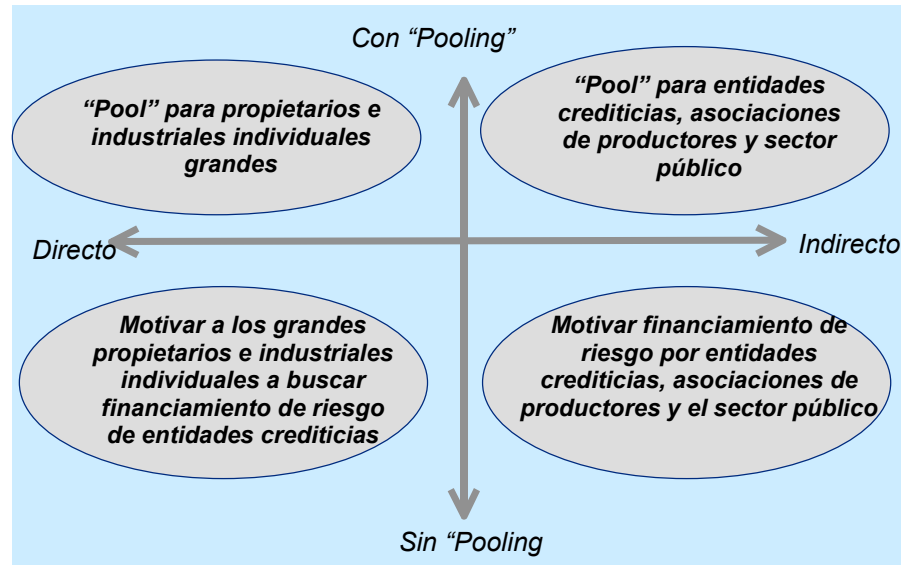 Con “Pooling”
“Pool” para propietarios e
industriales individuales
grandes
“Pool” para entidades
crediticias, asociaciones
de productores y sector
público
Directo
Indirecto
Motivar a los grandes
propietarios e industriales
individuales a buscar
financiamiento de riesgo
de entidades crediticias
Motivar financiamiento de
riesgo por entidades
crediticias, asociaciones de
productores y el sector público
Sin “Pooling